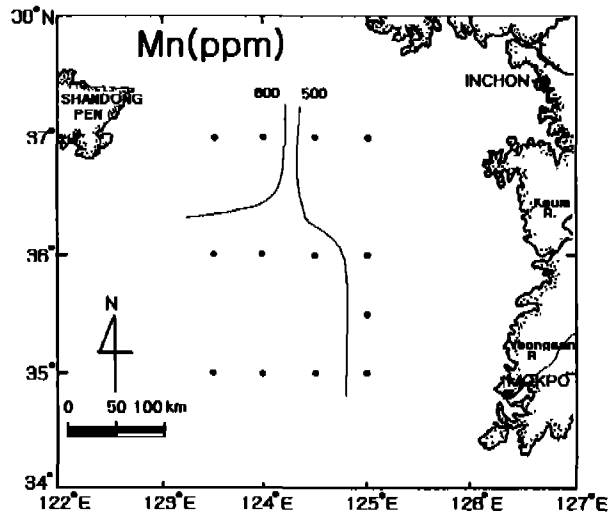 30°N
Mn(ppm)
INCHON
SHANDONG
PEN
600 500
37°
Keum
R.
36°
N
Yeongsan
R
35°
MOKPO
0 50 100 km
34°
122°E 123°E 124°E 125°E 126°E 127°E